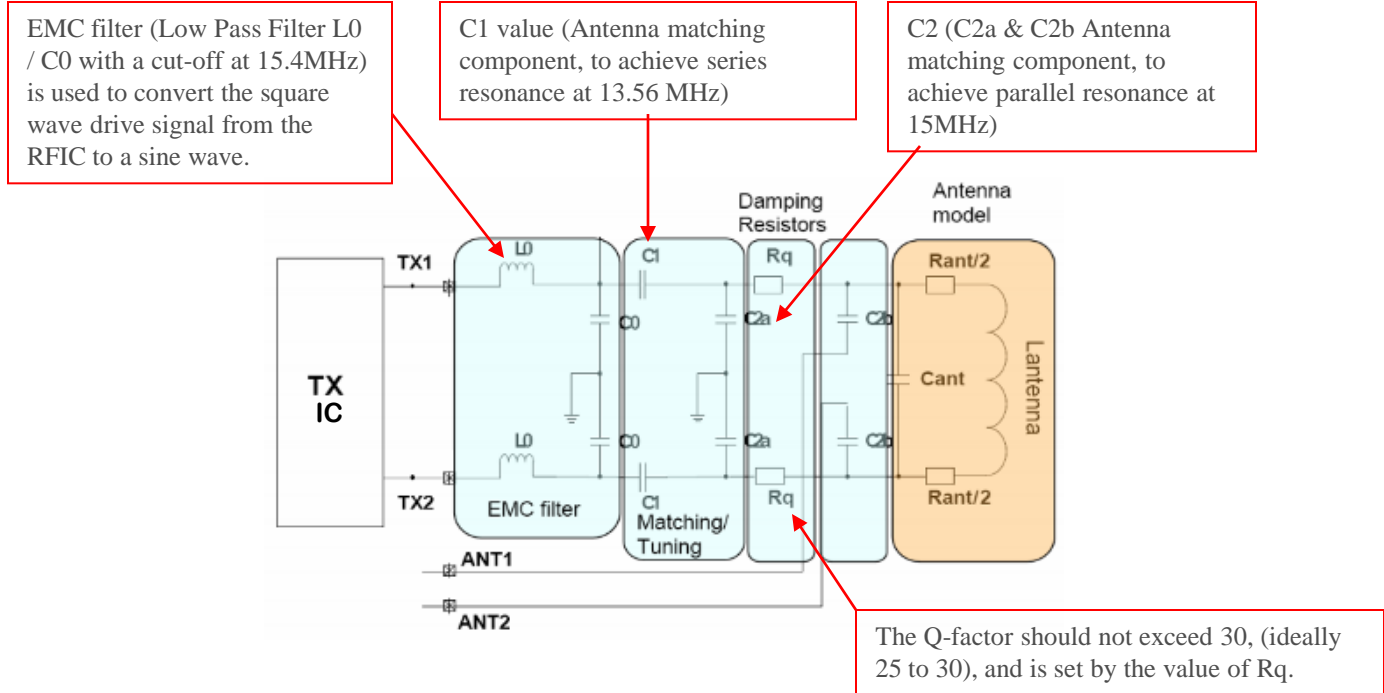 EMC filter (Low Pass Filter L0
/ C0 with a cut-off at 15.4MHz)
is used to convert the square
wave drive signal from the
RFIC to a sine wave.
C1 value (Antenna matching
component, to achieve series
resonance at 13.56 MHz)
C2 (C2a & C2b Antenna
matching component, to
achieve parallel resonance at
15MHz)
Damping
Resistors
Antenna
model
TX1
L0
C1
Rq
Rant/2
C0
C2a
C2b
TX
IC
Cant
Lantenna
L0
C0
C2a
C2b
TX2
EMC filter
C1
Matching/
Tuning
Rq
Rant/2
ANT1
ANT2
The Q-factor should not exceed 30, (ideally
25 to 30), and is set by the value of Rq.